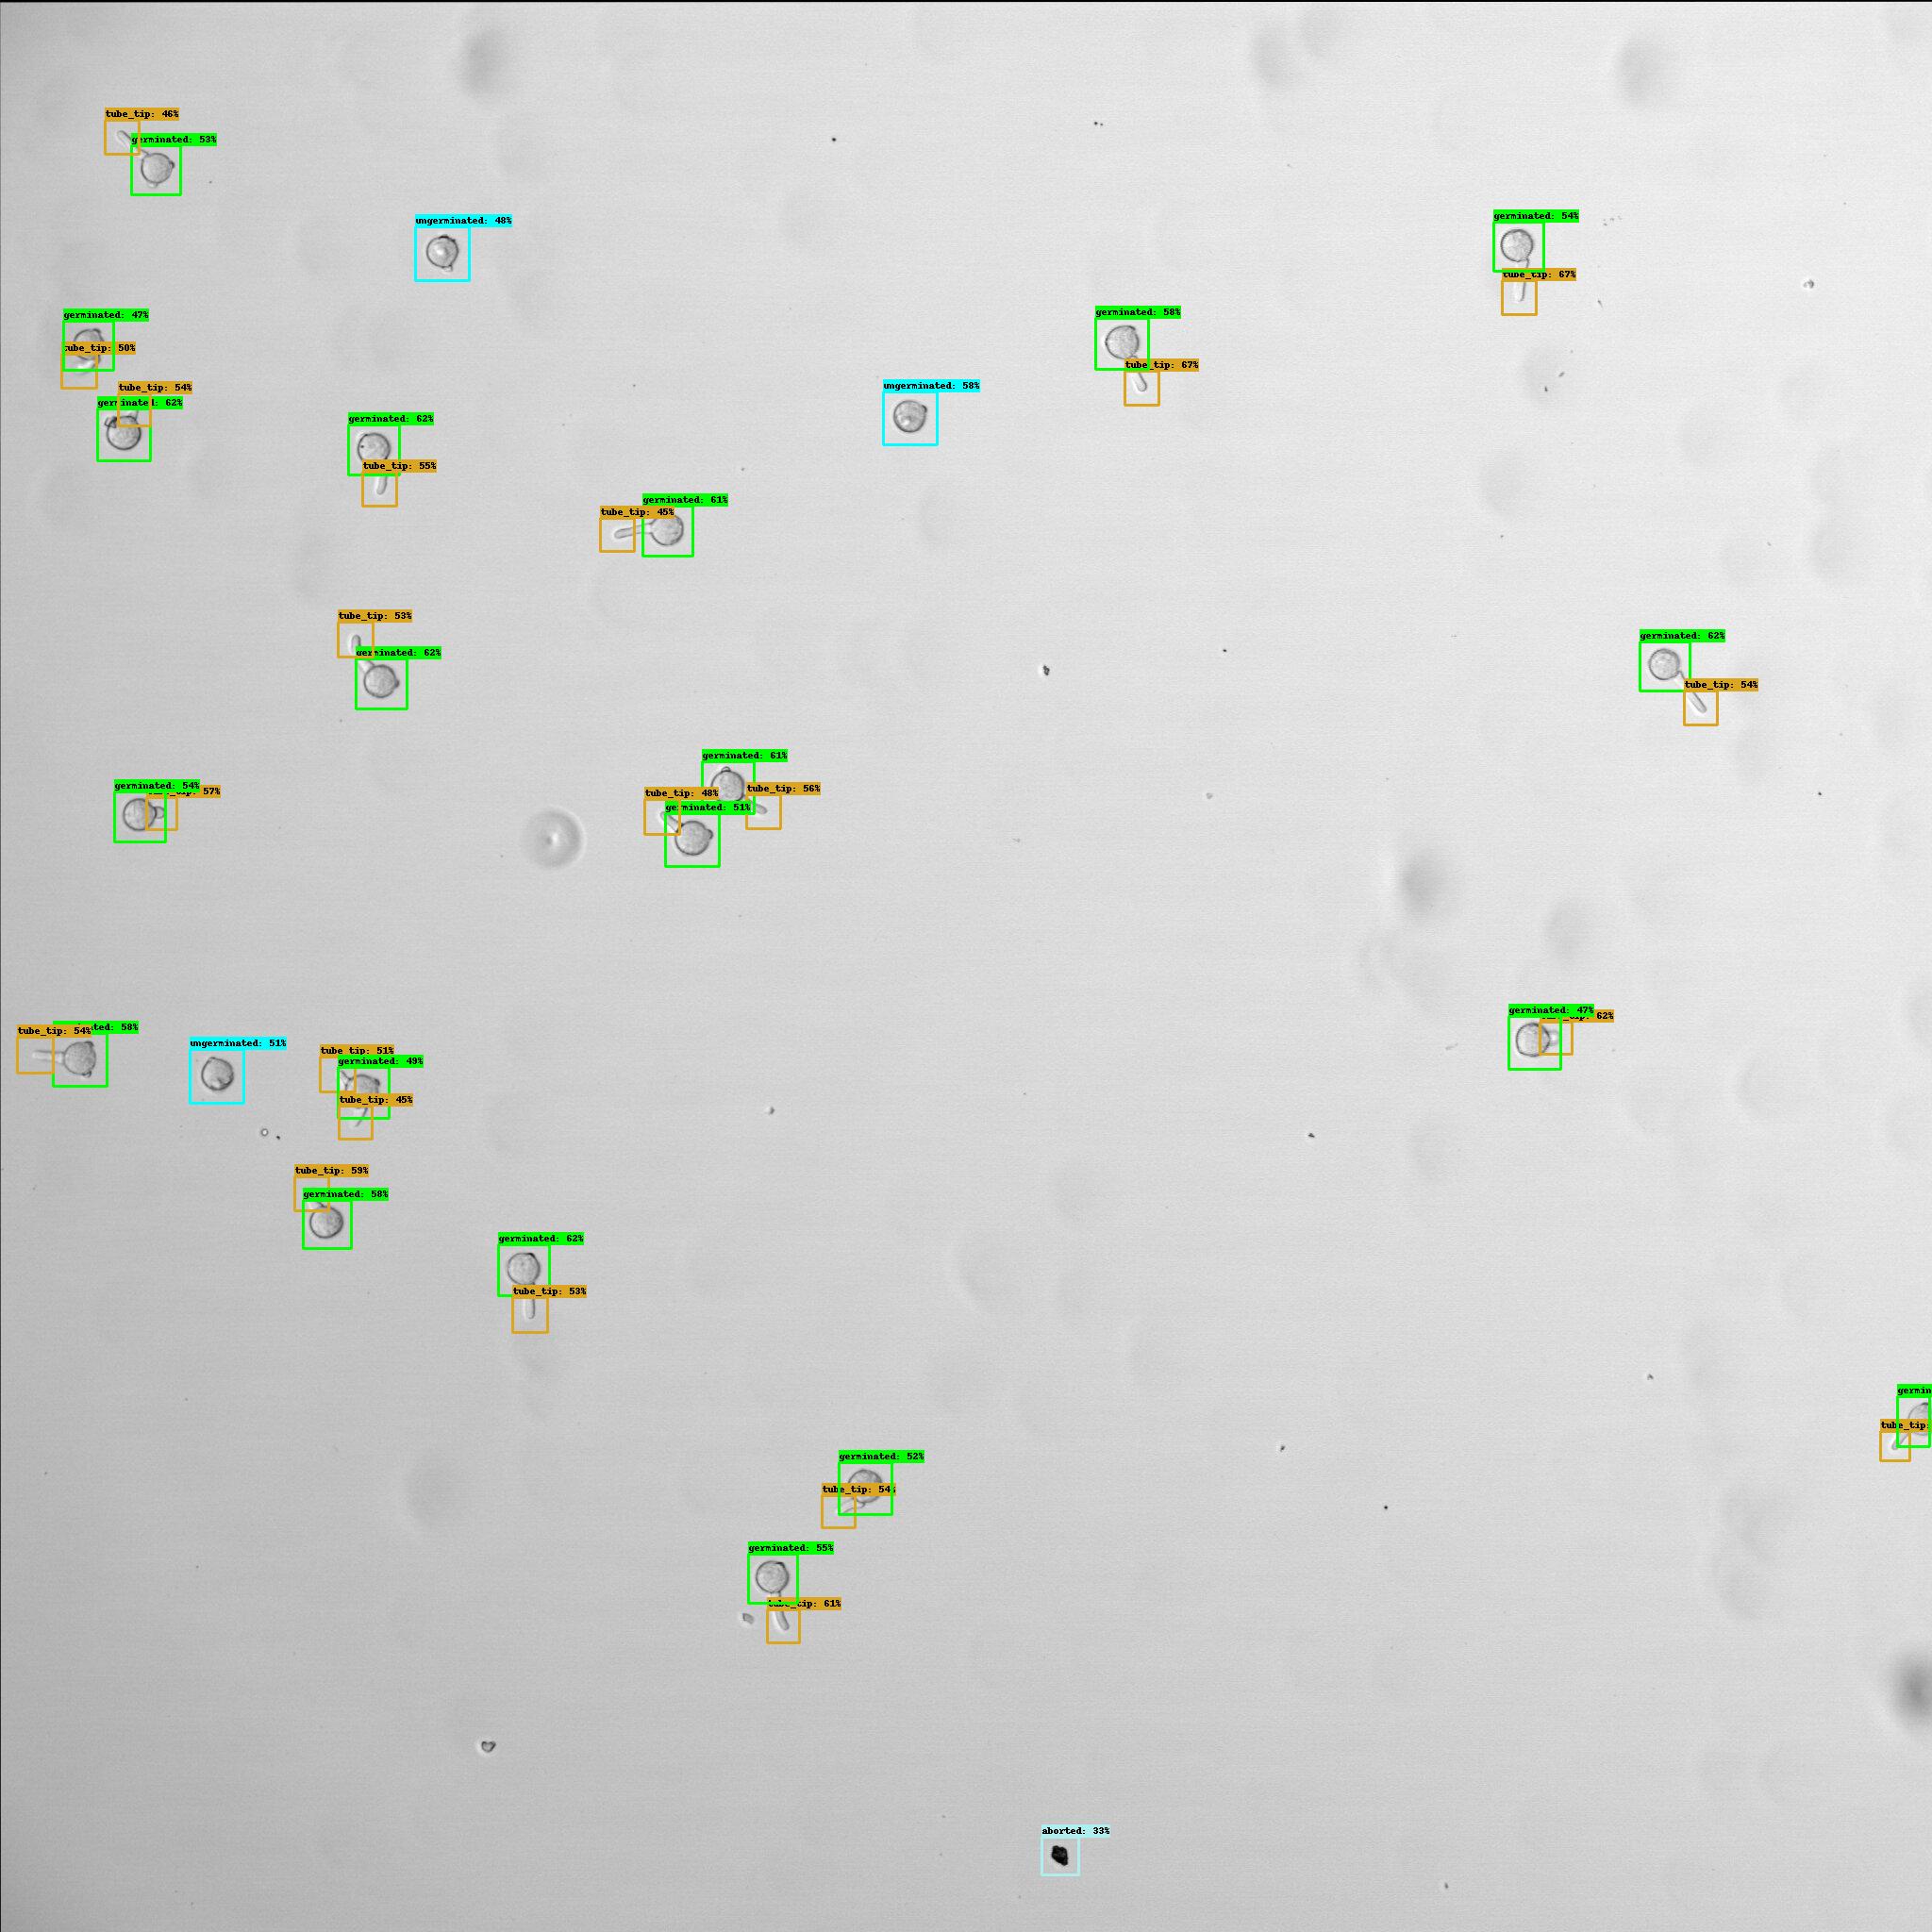 tube_tip: 46%
germinated: 53%
ungerminated: 48%
germinated: 54%
tube_tip: 67%
germinated: 47%
tube_tip: 50%
germinated: 58%
tube_tip: 67%
tube_tip: 54%
germinated: 62%
ungerminated: 58%
germinated: 62%
tube_tip: 55%
germinated: 61%
tube_tip: 45%
tube_tip: 53%
germinated: 62%
germinated: 62%
tube_tip: 54%
germinated: 61%
tube_tip: 48%
tube_tip: 56%
germinated: 51%
germinated: 54%
57%
germinated: 47%
62%
tube_tip: 54%
58%
ungerminated: 51%
tube_tip: 51%
germinated: 49%
tube_tip: 45%
tube_tip: 59%
germinated: 58%
germinated: 62%
tube_tip: 53%
germin
tube_tip:
germinated: 52%
tube_tip: 54
germinated: 55%
tube_tip: 61%
aborted: 33%